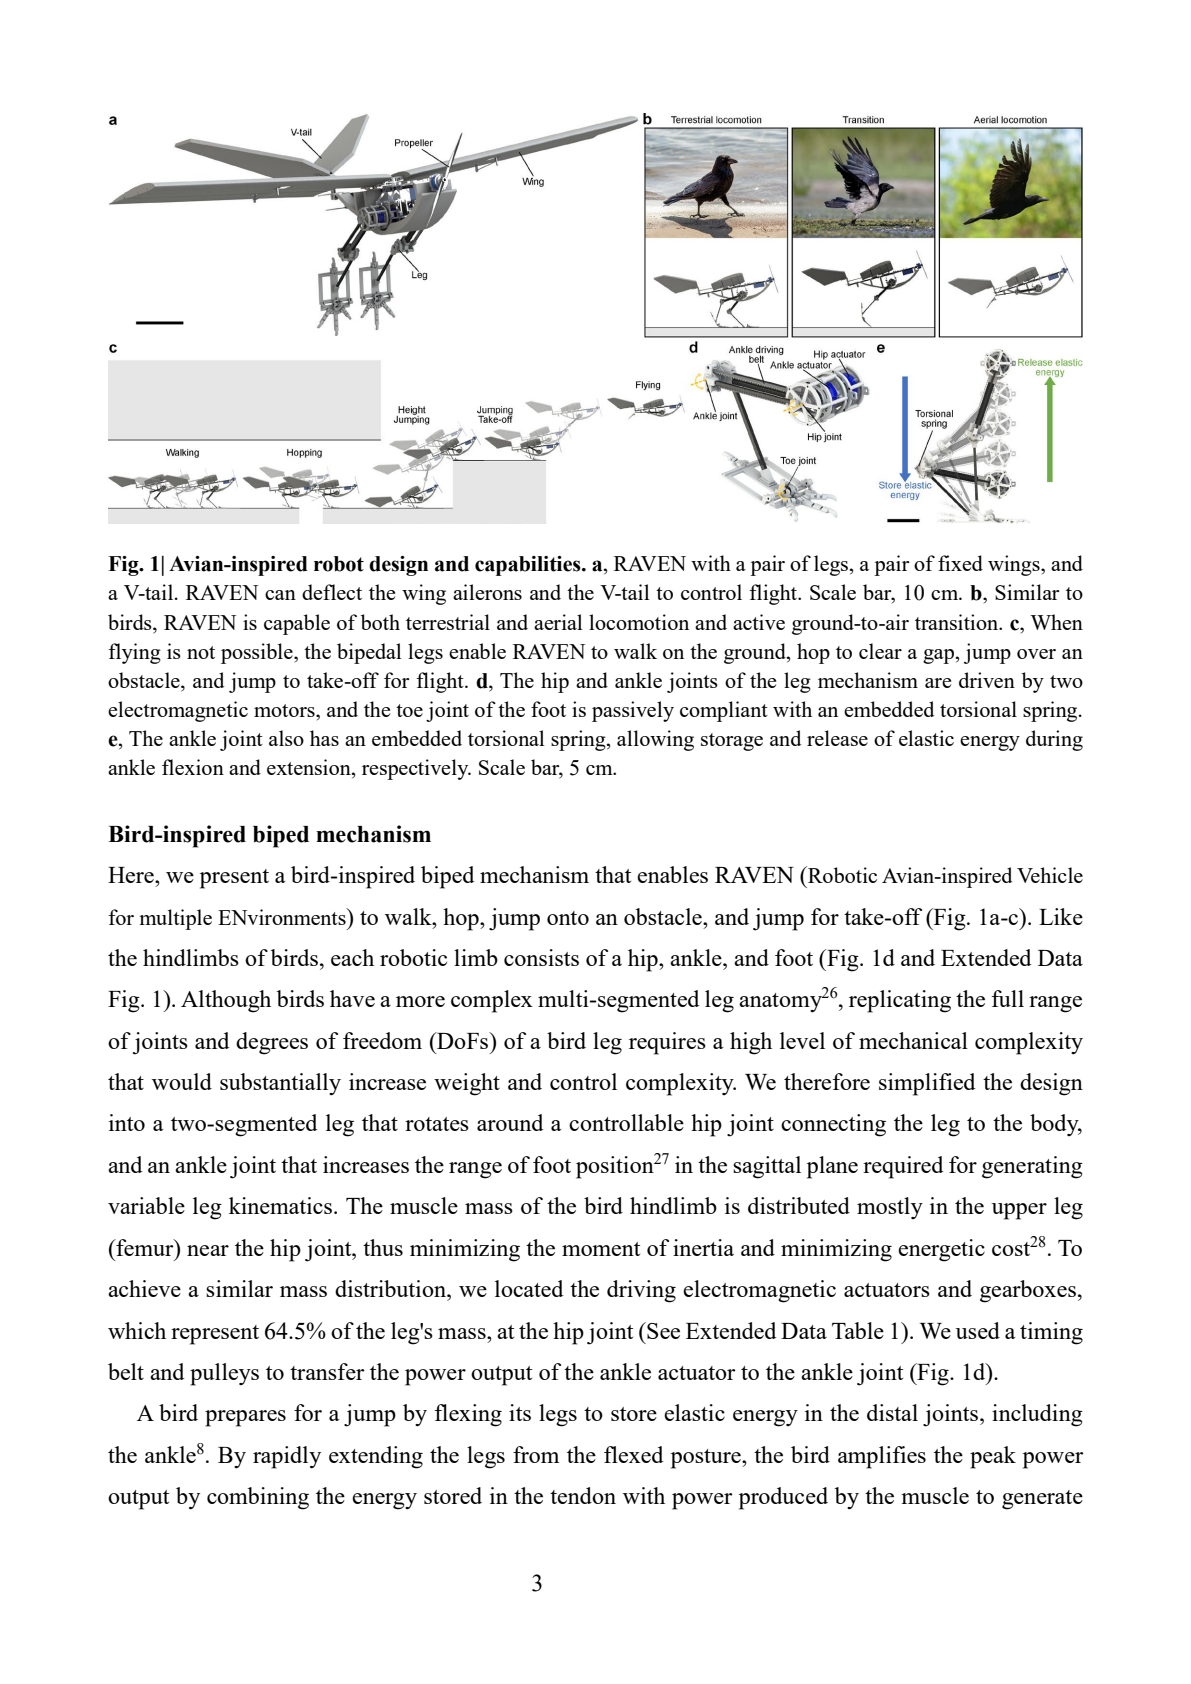 a
V-tail
Propeller
Wing
Leg
b
Terrestrial locomotion
Transition
Aerial locomotion
c
Walking
Hopping
Height
Jumping
Jumping
Take-off
Flying
d
Ankle driving
belt
Ankle actuator
Hip actuator
Ankle joint
Hip joint
Toe joint
e
Torsional
spring
Store elastic
energy
Release elastic
energy
Fig. 1| Avian-inspired robot design and capabilities. a, RAVEN with a pair of legs, a pair of fixed wings, and
a V-tail. RAVEN can deflect the wing ailerons and the V-tail to control flight. Scale bar, 10 cm. b, Similar to
birds, RAVEN is capable of both terrestrial and aerial locomotion and active ground-to-air transition. c, When
flying is not possible, the bipedal legs enable RAVEN to walk on the ground, hop to clear a gap, jump over an
obstacle, and jump to take-off for flight. d, The hip and ankle joints of the leg mechanism are driven by two
electromagnetic motors, and the toe joint of the foot is passively compliant with an embedded torsional spring.
e, The ankle joint also has an embedded torsional spring, allowing storage and release of elastic energy during
ankle flexion and extension, respectively. Scale bar, 5 cm.
Bird-inspired biped mechanism
Here, we present a bird-inspired biped mechanism that enables RAVEN (Robotic Avian-inspired Vehicle
for multiple ENvironments) to walk, hop, jump onto an obstacle, and jump for take-off (Fig. 1a-c). Like
the hindlimbs of birds, each robotic limb consists of a hip, ankle, and foot (Fig. 1d and Extended Data
Fig. 1). Although birds have a more complex multi-segmented leg anatomy26, replicating the full range
of joints and degrees of freedom (DoFs) of a bird leg requires a high level of mechanical complexity
that would substantially increase weight and control complexity. We therefore simplified the design
into a two-segmented leg that rotates around a controllable hip joint connecting the leg to the body,
and an ankle joint that increases the range of foot position27 in the sagittal plane required for generating
variable leg kinematics. The muscle mass of the bird hindlimb is distributed mostly in the upper leg
(femur) near the hip joint, thus minimizing the moment of inertia and minimizing energetic cost28. To
achieve a similar mass distribution, we located the driving electromagnetic actuators and gearboxes,
which represent 64.5% of the leg's mass, at the hip joint (See Extended Data Table 1). We used a timing
belt and pulleys to transfer the power output of the ankle actuator to the ankle joint (Fig. 1d).
A bird prepares for a jump by flexing its legs to store elastic energy in the distal joints, including
the ankle8. By rapidly extending the legs from the flexed posture, the bird amplifies the peak power
output by combining the energy stored in the tendon with power produced by the muscle to generate
3